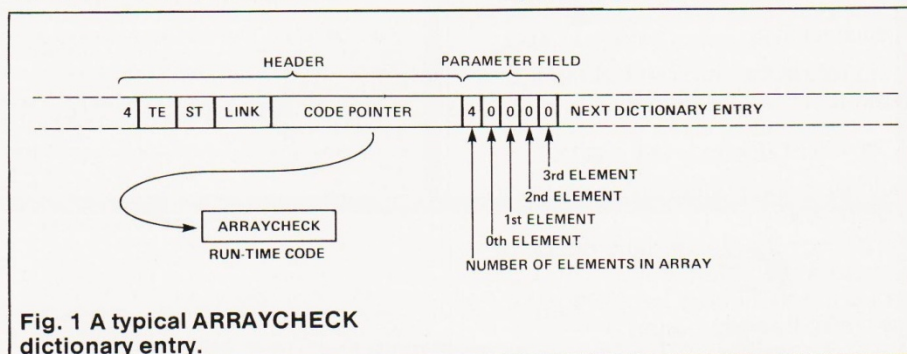 HEADER
PARAMETER FIELD
4 TE ST LINK CODE POINTER 4 0 0 0 0 NEXT DICTIONARY ENTRY
3rd ELEMENT
2nd ELEMENT
ARRAYCHECK
1st ELEMENT
RUN-TIME CODE
0th ELEMENT
NUMBER OF ELEMENTS IN ARRAY
Fig. 1 A typical ARRAYCHECK
dictionary entry.